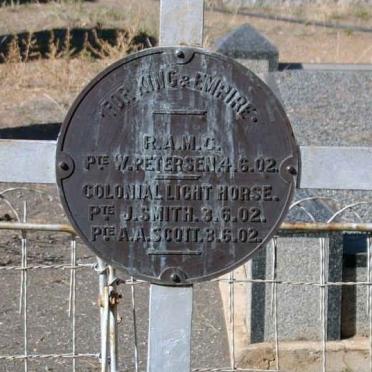 "FOR KING & EMPIRE"
R.A.M.C.
PTE W. PETERSEN. 4.6.02.
COLONIAL LIGHT HORSE.
PTE J. SMITH. 3.6.02.
PTE A.A. SCOTT. 3.6.02.